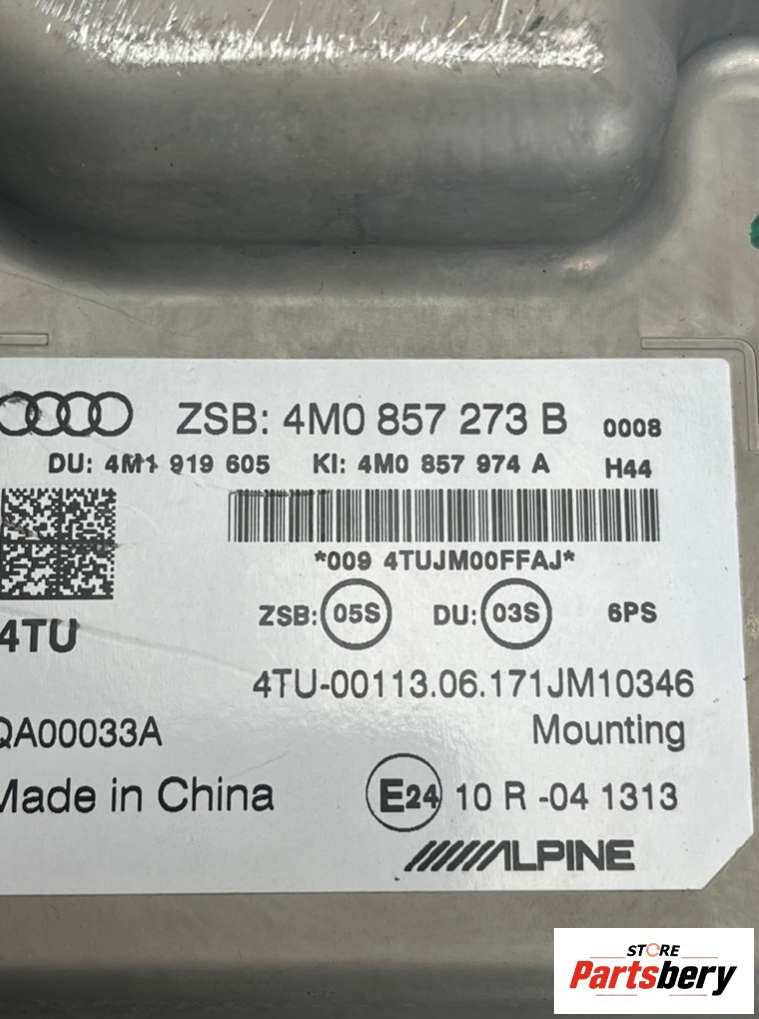 ZSB: 4M0 857 273 B 0008
DU: 4M1 919 605 KI: 4M0 857 974 A H44
*009 4TUJM00FFAJ*
ZSB: 05S DU: 03S 6PS
4TU
4TU-00113.06.171JM10346
QA00033A Mounting
Made in China E24 10 R -04 1313
ALPINE
STORE
Partsbery